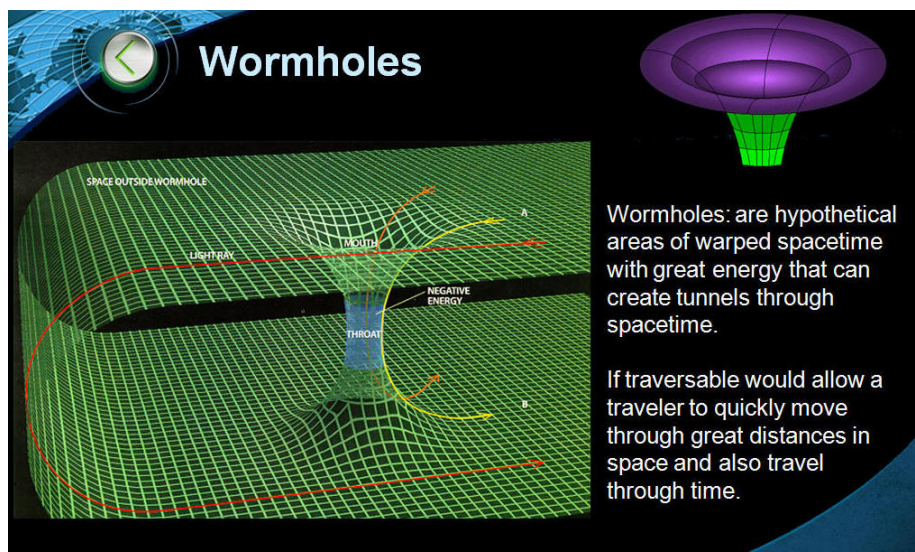 Wormholes
SPACE OUTSIDE WORMHOLE
A
MOUTH
LIGHT RAY
NEGATIVE
ENERGY
THROAT
B
Wormholes: are hypothetical
areas of warped spacetime
with great energy that can
create tunnels through
spacetime.
If traversable would allow a
traveler to quickly move
through great distances in
space and also travel
through time.